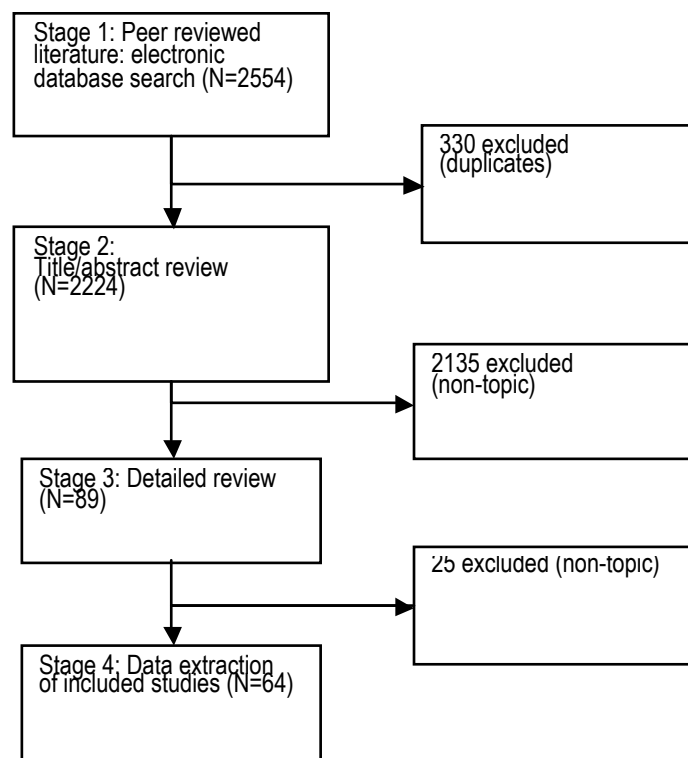 Stage 1: Peer reviewed
literature: electronic
database search (N=2554)
330 excluded
(duplicates)
Stage 2:
Title/abstract review
(N=2224)
2135 excluded
(non-topic)
Stage 3: Detailed review
(N=89)
25 excluded (non-topic)
Stage 4: Data extraction
of included studies (N=64)